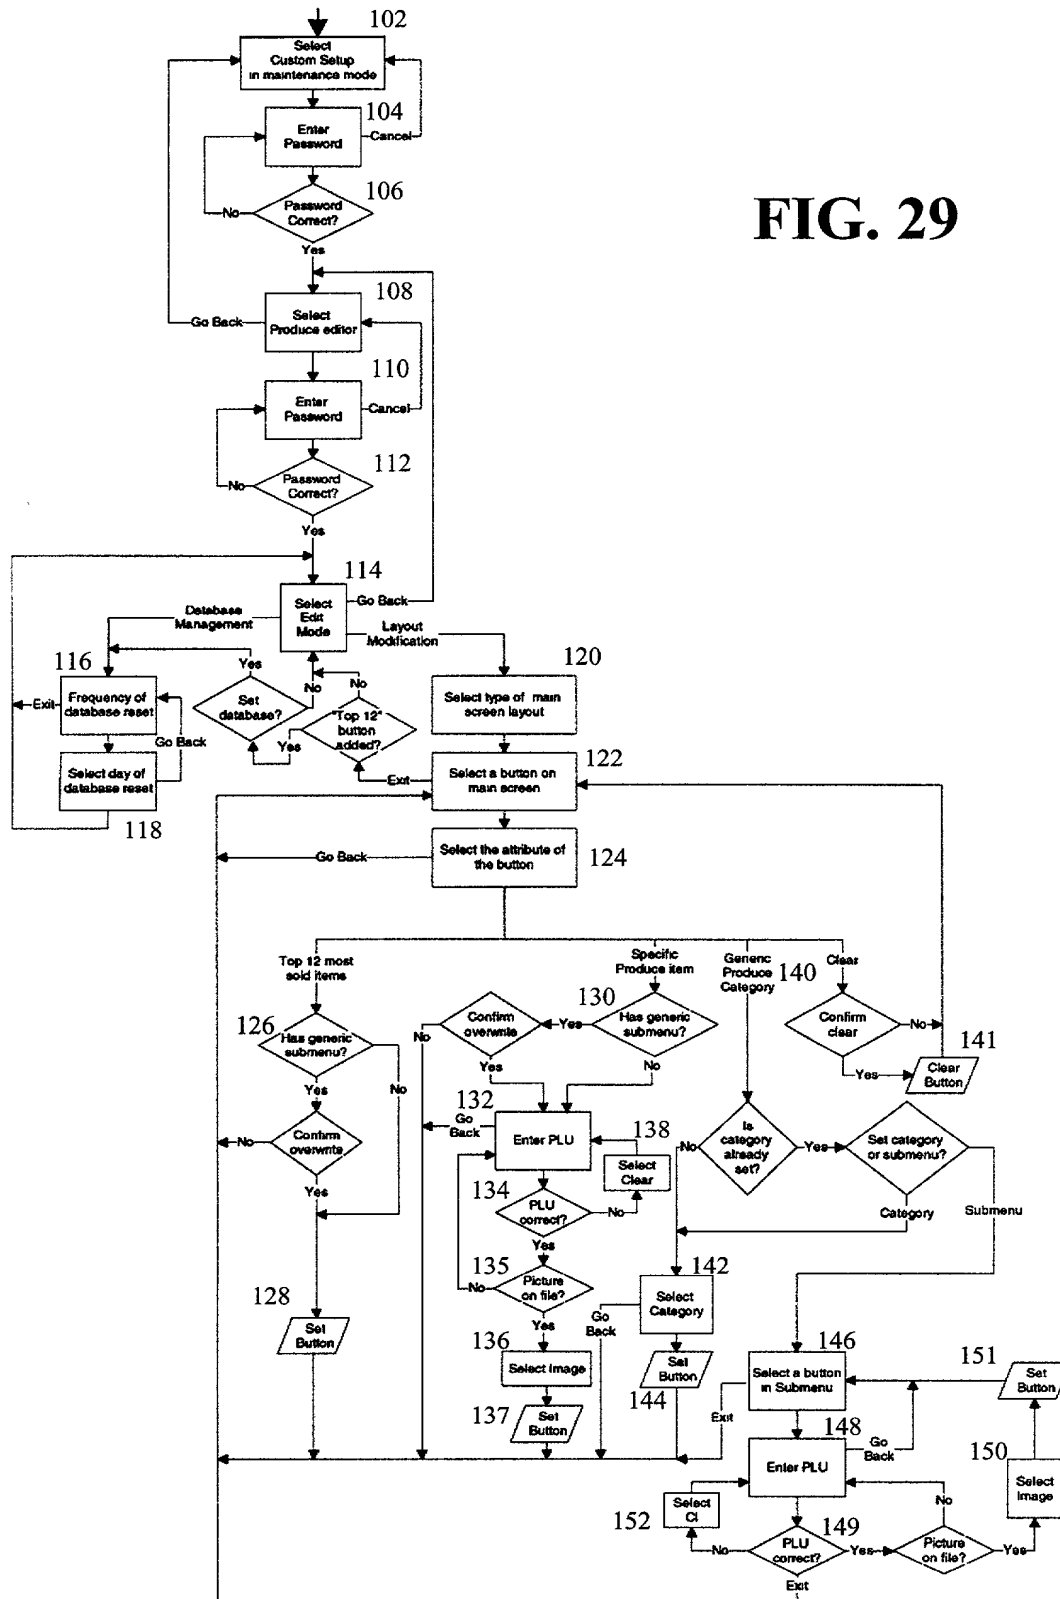 102
Select
Custom Setup
in maintenance mode
FIG. 29
104
Enter
Password
Cancel
106
Password
Correct?
No
Yes
108
Select
Produce editor
Go Back
110
Enter
Password
Cancel
112
Password
Correct?
No
Yes
114
Select
Edit
Mode
Go Back
Database
Management
Layout
Modification
116
Frequency of
database reset
Exit
Go Back
Select day of
database reset
118
Yes
Set
database?
No
No
"Top 12"
button
added?
Yes
120
Select type of main
screen layout
122
Select a button on
main screen
Exit
124
Select the attribute of
the button
Go Back
Top 12 most
sold items
Specific
Produce item
Generic
Produce
Category
Clear
126
Has generic
submenu?
Yes
No
Confirm
overwrite
No
Yes
128
Set
Button
130
Has generic
submenu?
Yes
No
Confirm
overwrite
No
Yes
132
Enter PLU
Go
Back
138
Select
Clear
134
PLU
correct?
No
Yes
135
Picture
on file?
No
Yes
136
Select Image
137
Set
Button
140
Confirm
clear
No
Yes
141
Clear
Button
Is
category
already
set?
No
Yes
Set category
or submenu?
Category
Submenu
142
Select
Category
Go
Back
144
Set
Button
146
Select a button
in Submenu
Exit
151
Set
Button
148
Enter PLU
Go
Back
150
Select
Image
152
Select
Cl
149
PLU
correct?
No
Yes
Exit
Picture
on file?
No
Yes